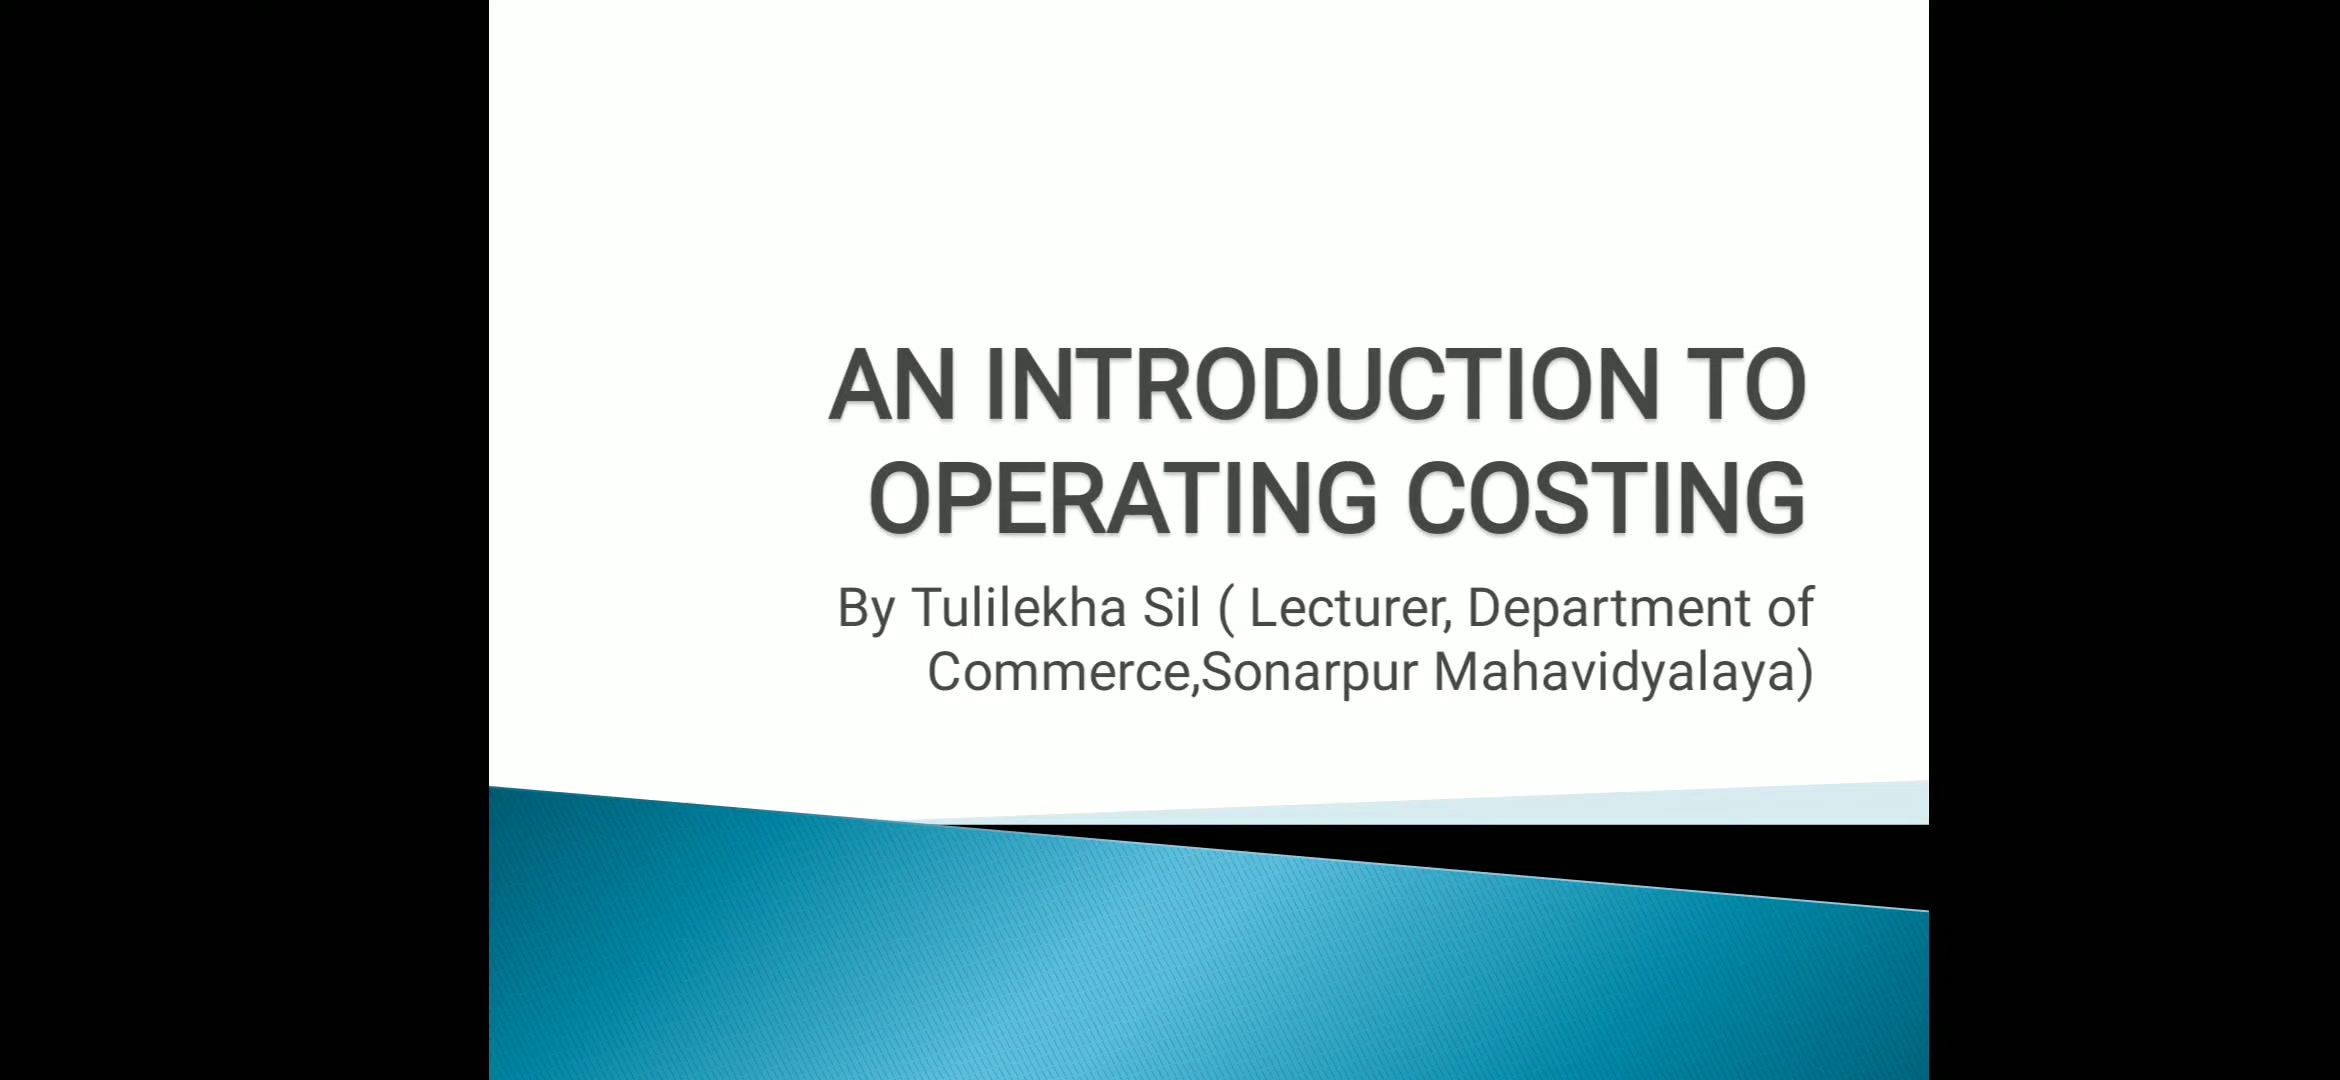 AN INTRODUCTION TO
OPERATING COSTING
By Tulilekha Sil ( Lecturer, Department of
Commerce,Sonarpur Mahavidyalaya)